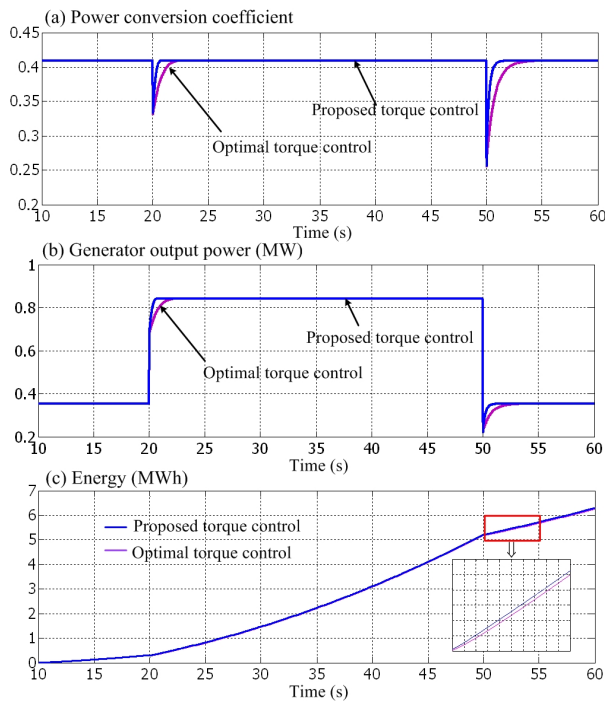 (a) Power conversion coefficient
0.45
0.4
0.35
0.3
0.25
0.2
Proposed torque control
Optimal torque control
10 15 20 25 30 35 40 45 50 55 60
Time (s)
(b) Generator output power (MW)
1
0.8
0.6
0.4
0.2
Proposed torque control
Optimal torque control
10 15 20 25 30 35 40 45 50 55 60
Time (s)
(c) Energy (MWh)
7
6
5
4
3
2
1
0
Proposed torque control
Optimal torque control
10 15 20 25 30 35 40 45 50 55 60
Time (s)